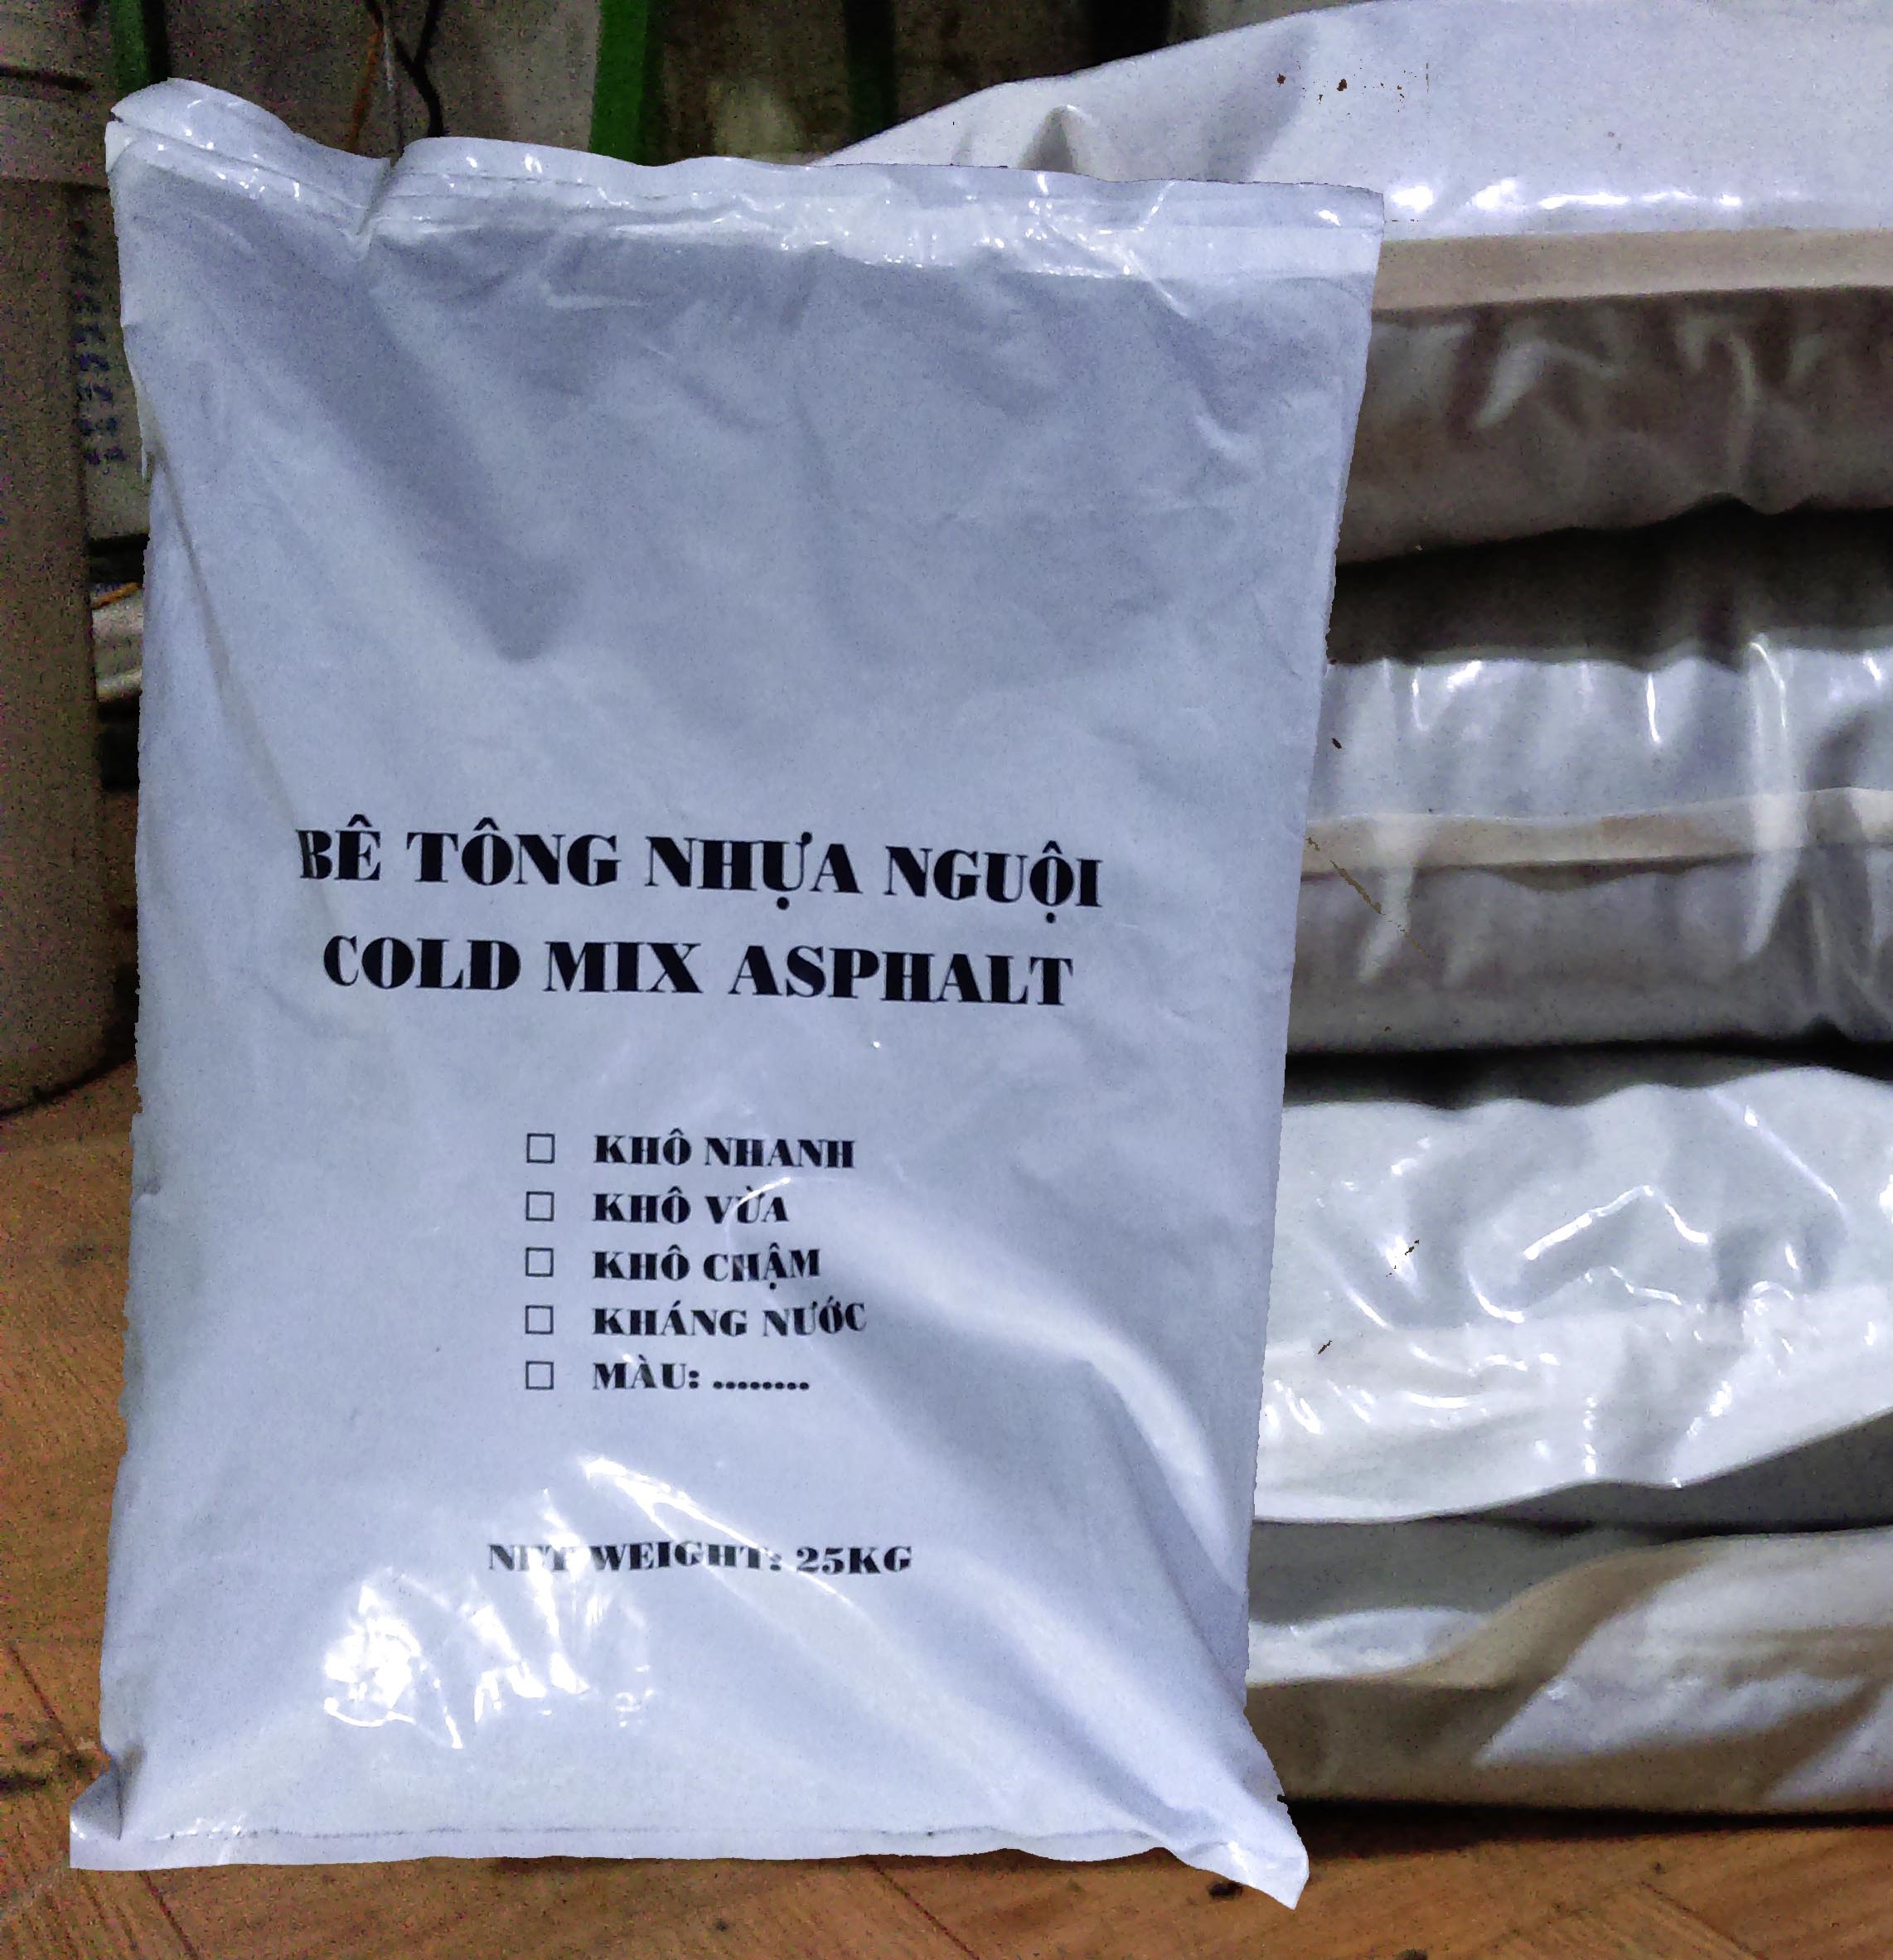 BÊ TÔNG NHỰA NGUỘI
COLD MIX ASPHALT
☐ KHÔ NHANH
☐ KHÔ VỪA
☐ KHÔ CHẬM
☐ KHÁNG NƯỚC
☐ MÀU: ........
NET WEIGHT: 25KG